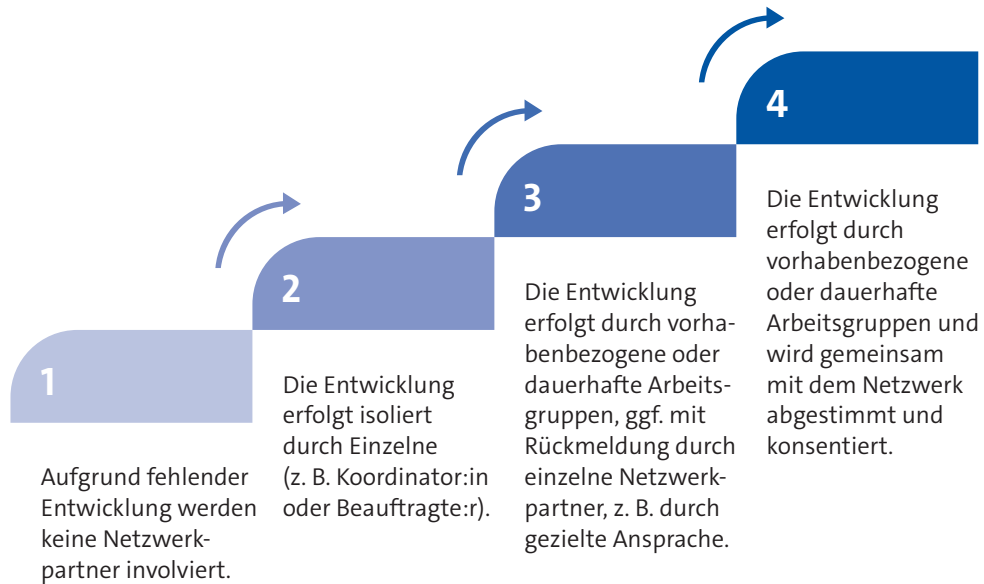 1
Aufgrund fehlender
Entwicklung werden
keine Netzwerk-
partner involviert.
2
Die Entwicklung
erfolgt isoliert
durch Einzelne
(z. B. Koordinator:in
oder Beauftragte:r).
3
Die Entwicklung
erfolgt durch vorha-
benbezogene oder
dauerhafte Arbeits-
gruppen, ggf. mit
Rückmeldung durch
einzelne Netzwerk-
partner, z. B. durch
gezielte Ansprache.
4
Die Entwicklung
erfolgt durch
vorhabenbezogene
oder dauerhafte
Arbeitsgruppen und
wird gemeinsam
mit dem Netzwerk
abgestimmt und
konsentiert.